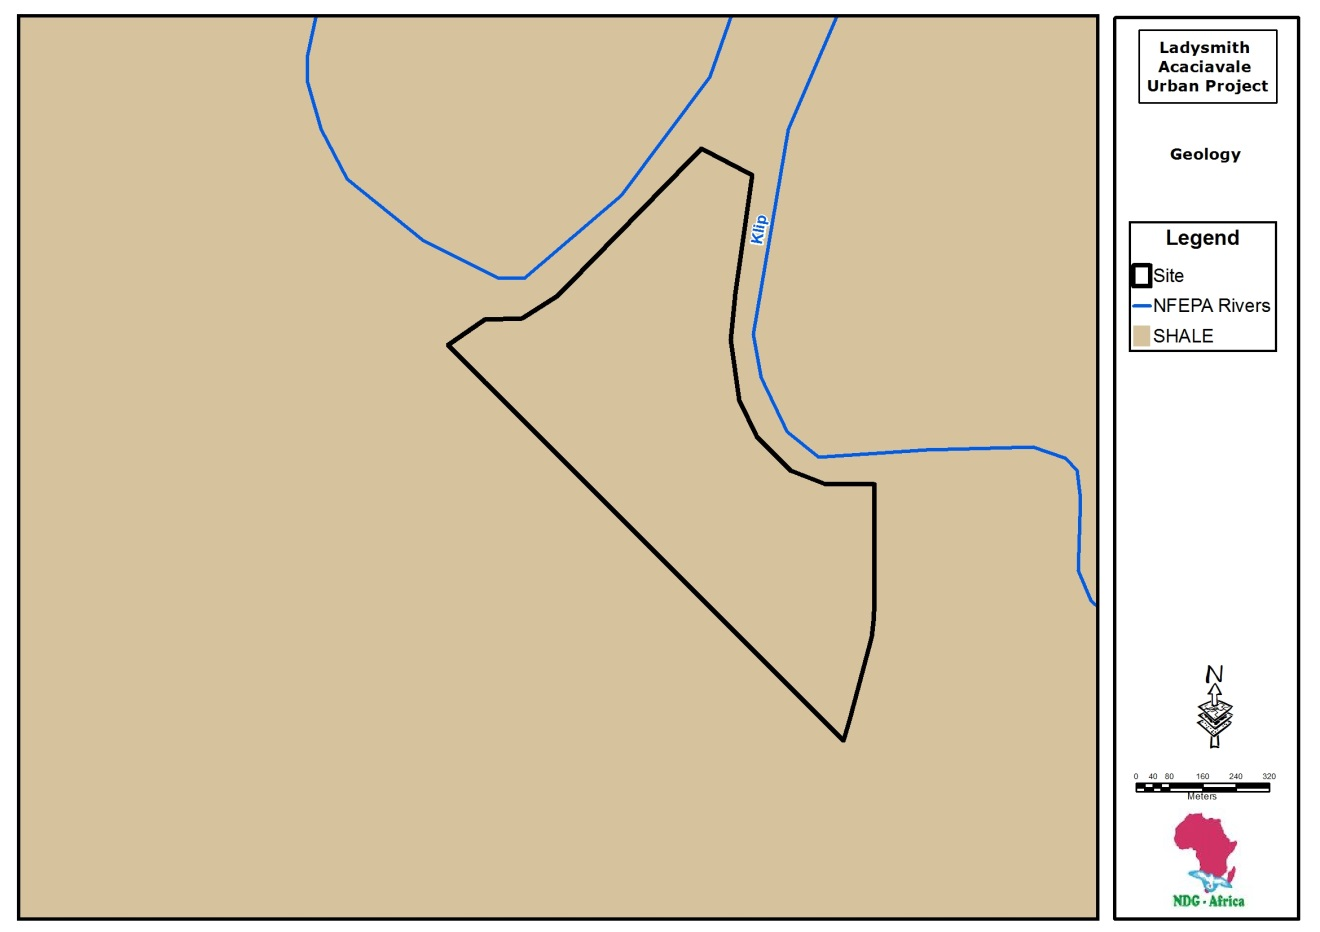 Ladysmith
Acaciavale
Urban Project
Geology
Klip
Legend
Site
NFEPA Rivers
SHALE
N
0 40 80 160 240 320
Meters
NDG - Africa